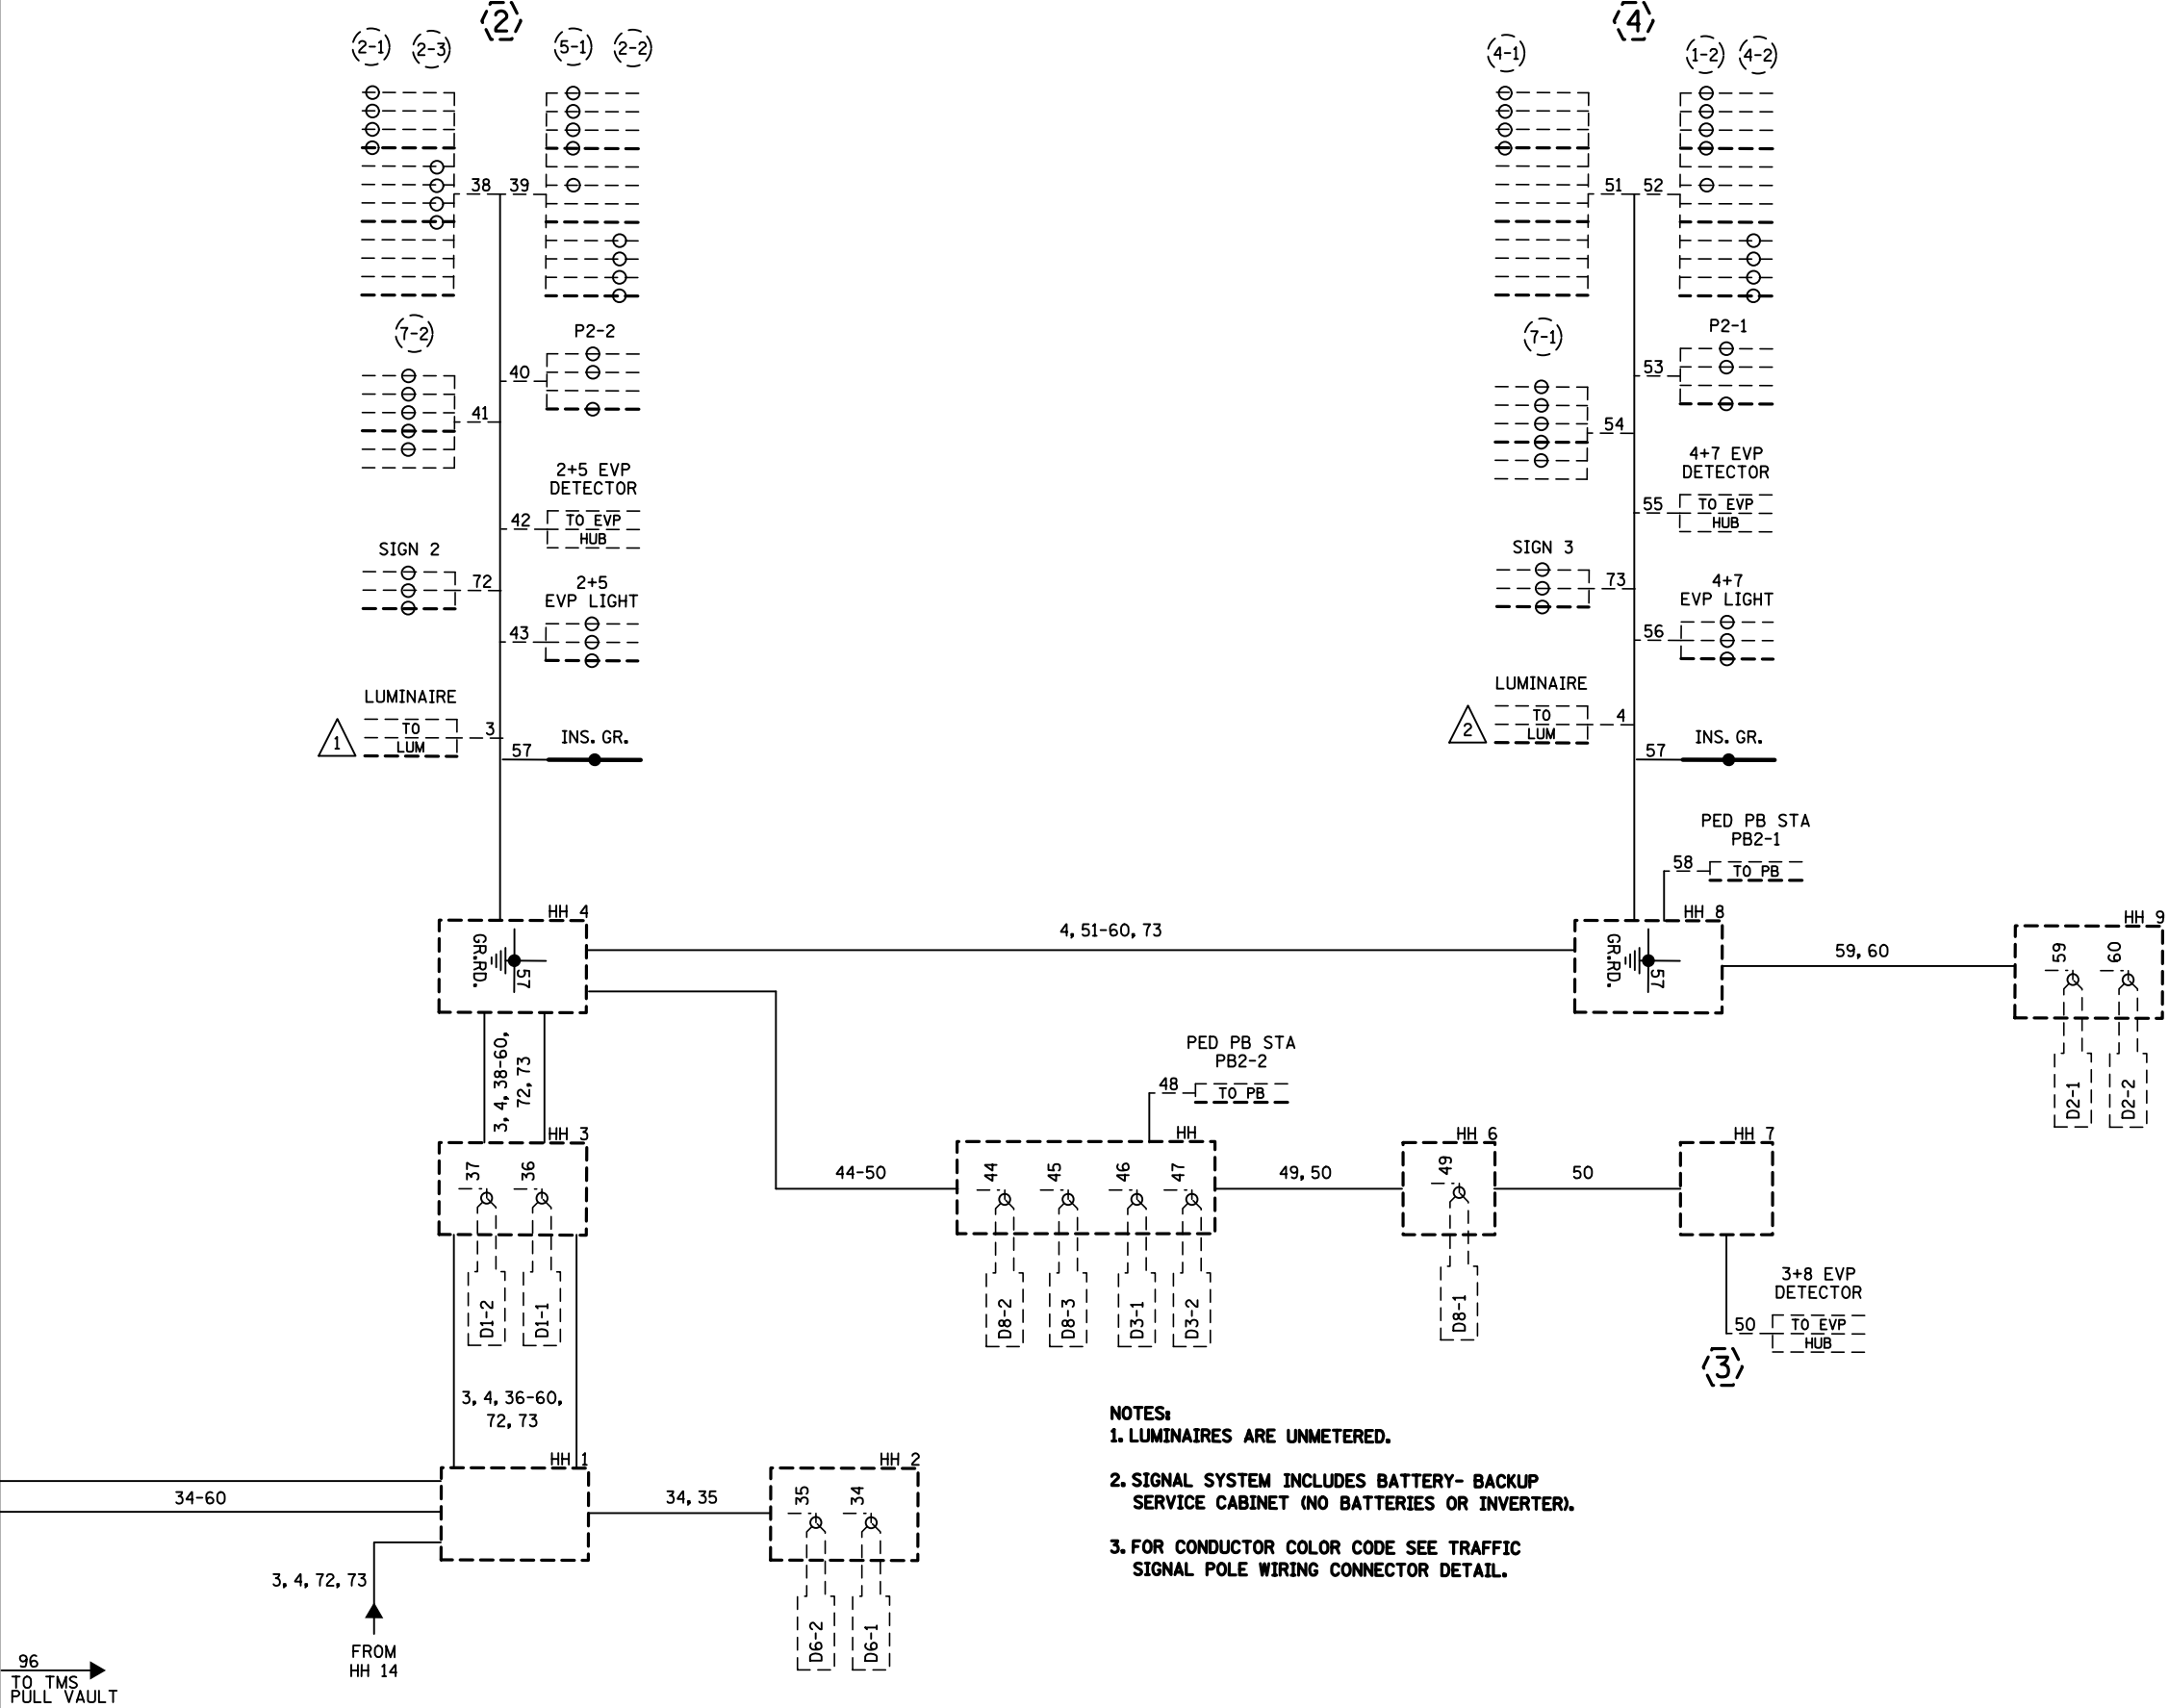 2
4
2-1
2-3
5-1
2-2
4-1
1-2
4-2
38
39
51
52
7-2
P2-2
40
41
7-1
P2-1
53
54
2+5 EVP
DETECTOR
42
TO EVP
HUB
4+7 EVP
DETECTOR
55
TO EVP
HUB
SIGN 2
72
SIGN 3
73
2+5
EVP LIGHT
43
4+7
EVP LIGHT
56
LUMINAIRE
1
TO
LUM
3
57
INS. GR.
LUMINAIRE
2
TO
LUM
4
57
INS. GR.
PED PB STA
PB2-1
58
TO PB
HH 4
GR.RD.
57
4, 51-60, 73
HH 8
GR.RD.
57
59, 60
HH 9
59
60
D2-1
D2-2
3, 4, 38-60,
72, 73
PED PB STA
PB2-2
48
TO PB
HH 3
37
36
D1-2
D1-1
44-50
HH
44
45
46
47
D8-2
D8-3
D3-1
D3-2
49, 50
HH 6
49
D8-1
50
HH 7
3+8 EVP
DETECTOR
50
TO EVP
HUB
3
3, 4, 36-60,
72, 73
HH 1
34-60
34, 35
HH 2
35
34
D6-2
D6-1
3, 4, 72, 73
FROM
HH 14
96
TO TMS
PULL VAULT
NOTES:
1. LUMINAIRES ARE UNMETERED.
2. SIGNAL SYSTEM INCLUDES BATTERY- BACKUP
SERVICE CABINET (NO BATTERIES OR INVERTER).
3. FOR CONDUCTOR COLOR CODE SEE TRAFFIC
SIGNAL POLE WIRING CONNECTOR DETAIL.